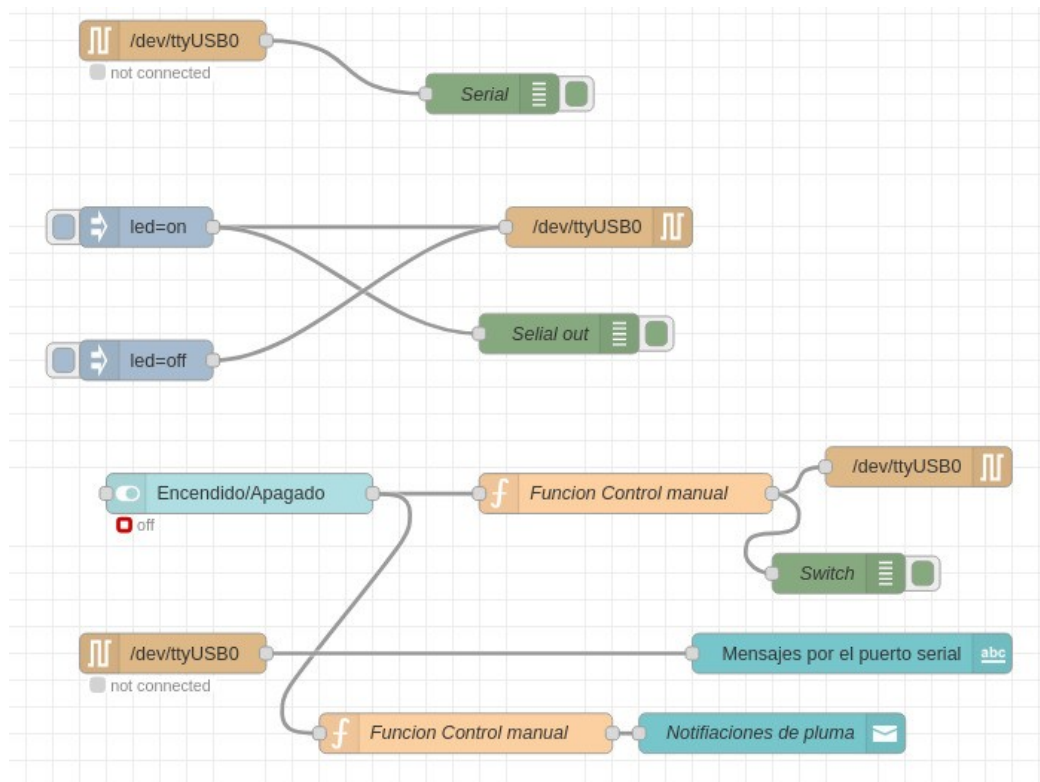 /dev/ttyUSB0
not connected
Serial
led=on
/dev/ttyUSB0
Selial out
led=off
/dev/ttyUSB0
Encendido/Apagado
Funcion Control manual
off
Switch
/dev/ttyUSB0
Mensajes por el puerto serial
abc
not connected
Funcion Control manual
Notifiaciones de pluma